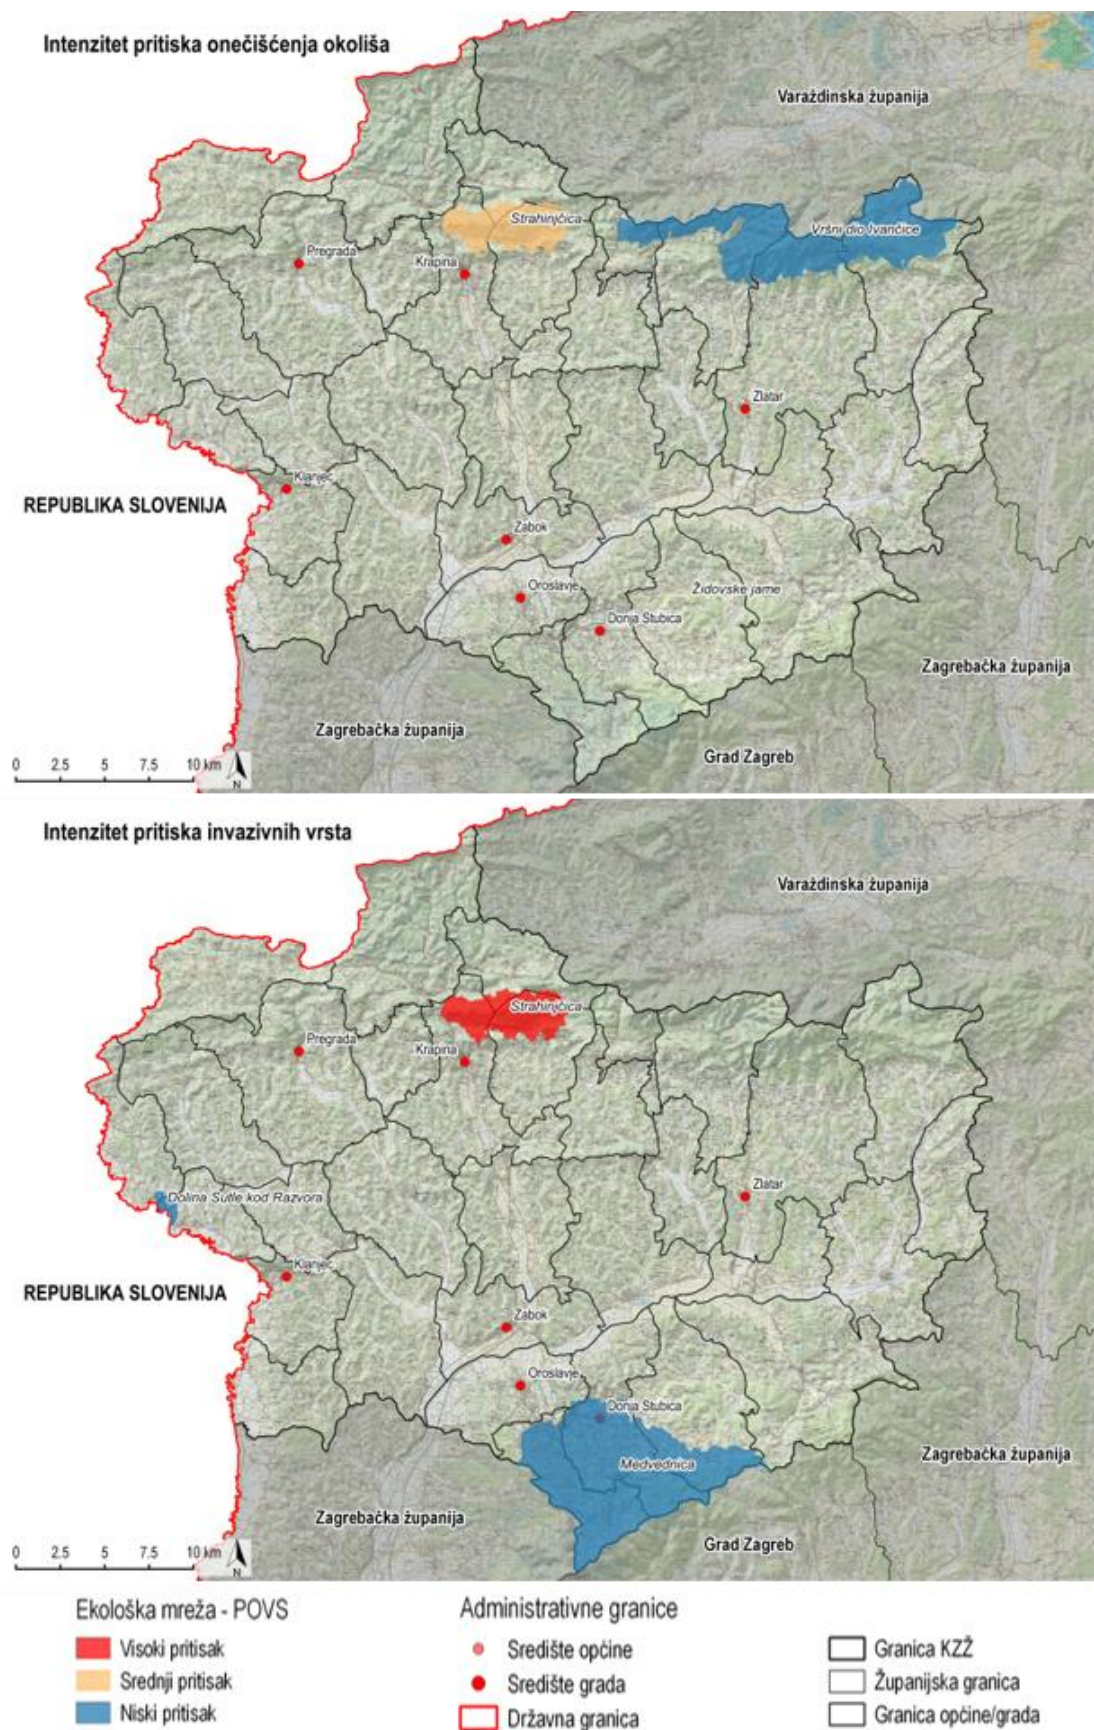 Intenzitet pritiska onečišćenja okoliša
Varaždinska županija
Strahinjčica
Vršni dio Ivančice
Pregrada
Krapina
Zlatar
Klanjec
REPUBLIKA SLOVENIJA
Zabok
Oroslavje
Židovske jame
Donja Stubica
Zagrebačka županija
Zagrebačka županija
Grad Zagreb
0 2.5 5 7.5 10 km
N
Intenzitet pritiska invazivnih vrsta
Varaždinska županija
Strahinjčica
Pregrada
Krapina
Dolina Sutle kod Razvora
Zlatar
Klanjec
REPUBLIKA SLOVENIJA
Zabok
Oroslavje
Donja Stubica
Medvednica
Zagrebačka županija
Zagrebačka županija
Grad Zagreb
0 2.5 5 7.5 10 km
N
Ekološka mreža - POVS
Visoki pritisak
Srednji pritisak
Niski pritisak
Administrativne granice
Središte općine
Središte grada
Državna granica
Granica KZŽ
Županijska granica
Granica općine/grada